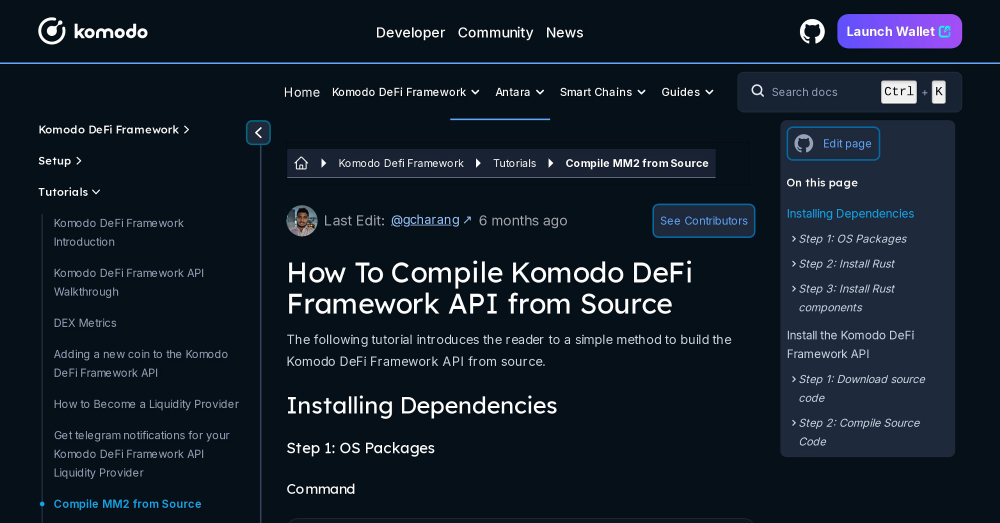 komodo
Developer Community News
Launch Wallet
Home Komodo DeFi Framework Antara Smart Chains Guides
Search docs Ctrl + K
Komodo DeFi Framework
Setup
Tutorials
Komodo DeFi Framework
Introduction
Komodo DeFi Framework API
Walkthrough
DEX Metrics
Adding a new coin to the Komodo
DeFi Framework API
How to Become a Liquidity Provider
Get telegram notifications for your
Komodo DeFi Framework API
Liquidity Provider
Compile MM2 from Source
Komodo Defi Framework Tutorials Compile MM2 from Source
Last Edit: @gcharang ↗ 6 months ago
See Contributors
How To Compile Komodo DeFi
Framework API from Source
The following tutorial introduces the reader to a simple method to build the
Komodo DeFi Framework API from source.
Installing Dependencies
Step 1: OS Packages
Command
Edit page
On this page
Installing Dependencies
Step 1: OS Packages
Step 2: Install Rust
Step 3: Install Rust
components
Install the Komodo DeFi
Framework API
Step 1: Download source
code
Step 2: Compile Source
Code